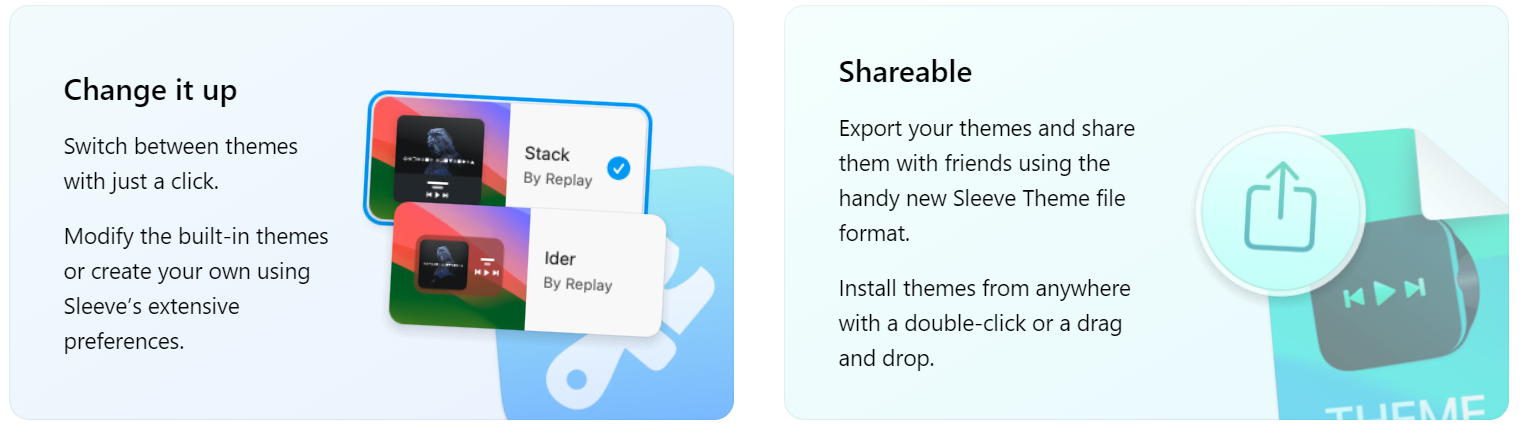 Change it up
Switch between themes
with just a click.
Modify the built-in themes
or create your own using
Sleeve’s extensive
preferences.
Stack
By Replay
Ider
By Replay
Shareable
Export your themes and share
them with friends using the
handy new Sleeve Theme file
format.
Install themes from anywhere
with a double-click or a drag
and drop.
THEME